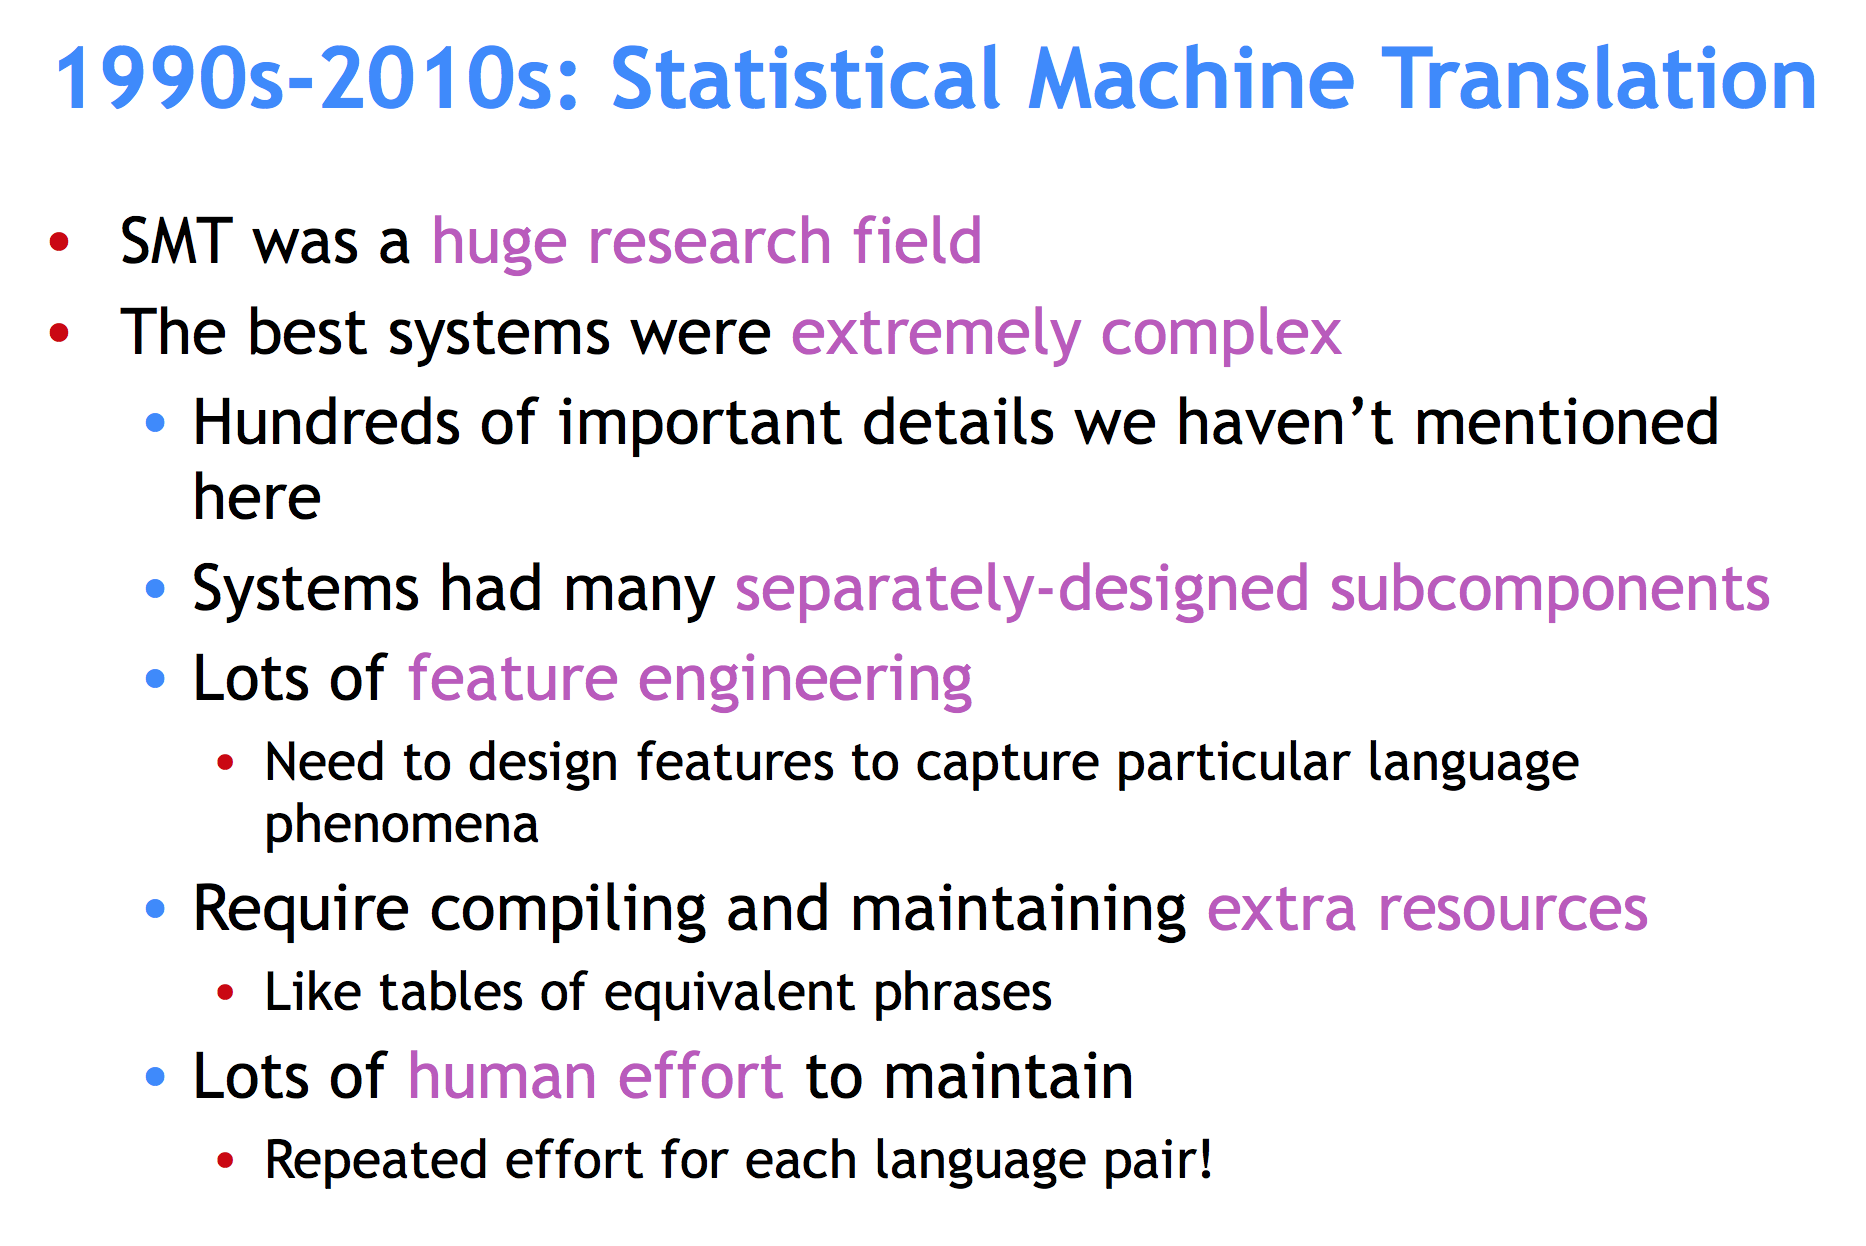 1990s-2010s: Statistical Machine Translation
• SMT was a huge research field
• The best systems were extremely complex
• Hundreds of important details we haven’t mentioned
here
• Systems had many separately-designed subcomponents
• Lots of feature engineering
• Need to design features to capture particular language
phenomena
• Require compiling and maintaining extra resources
• Like tables of equivalent phrases
• Lots of human effort to maintain
• Repeated effort for each language pair!